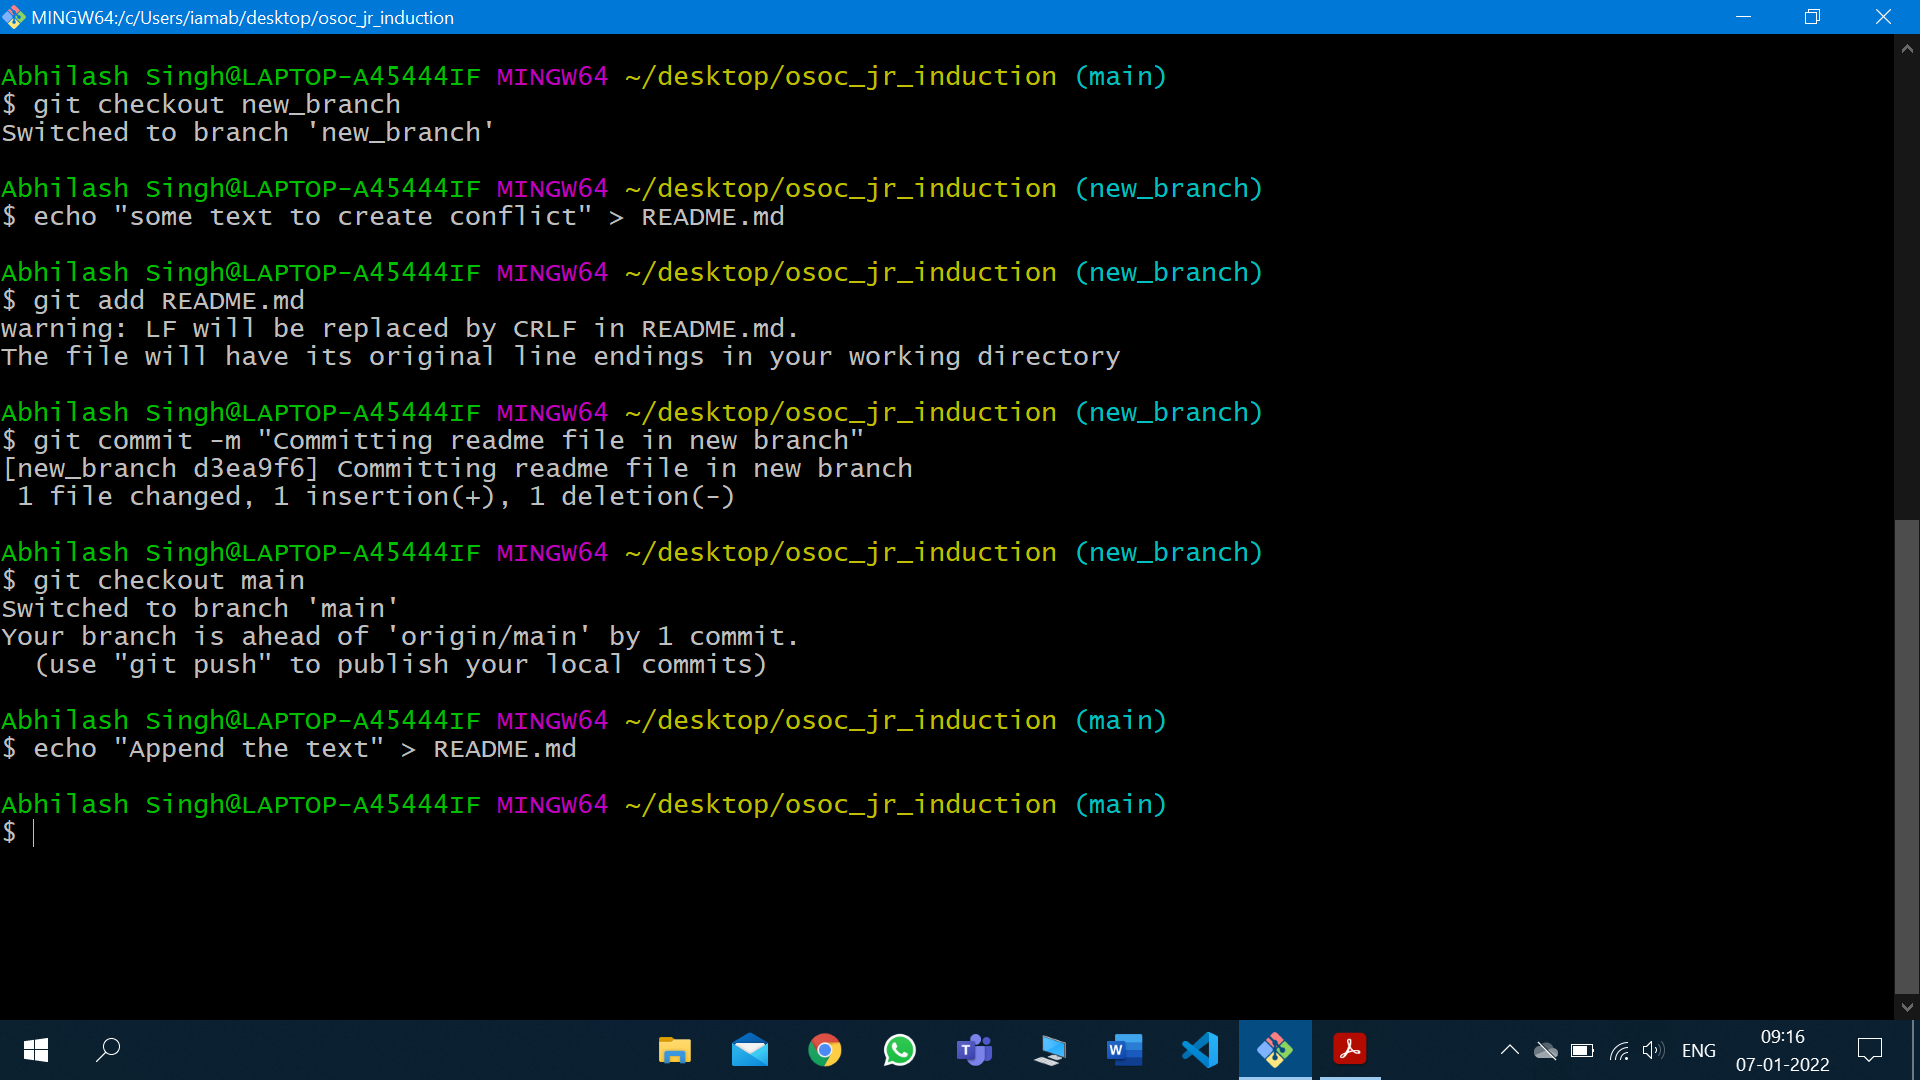 MINGW64:/c/Users/iamab/desktop/osoc_jr_induction
Abhilash Singh@LAPTOP-A45444IF MINGW64 ~/desktop/osoc_jr_induction (main)
$ git checkout new_branch
Switched to branch 'new_branch'
Abhilash Singh@LAPTOP-A45444IF MINGW64 ~/desktop/osoc_jr_induction (new_branch)
$ echo "some text to create conflict" > README.md
Abhilash Singh@LAPTOP-A45444IF MINGW64 ~/desktop/osoc_jr_induction (new_branch)
$ git add README.md
warning: LF will be replaced by CRLF in README.md.
The file will have its original line endings in your working directory
Abhilash Singh@LAPTOP-A45444IF MINGW64 ~/desktop/osoc_jr_induction (new_branch)
$ git commit -m "Committing readme file in new branch"
[new_branch d3ea9f6] Committing readme file in new branch
 1 file changed, 1 insertion(+), 1 deletion(-)
Abhilash Singh@LAPTOP-A45444IF MINGW64 ~/desktop/osoc_jr_induction (new_branch)
$ git checkout main
Switched to branch 'main'
Your branch is ahead of 'origin/main' by 1 commit.
  (use "git push" to publish your local commits)
Abhilash Singh@LAPTOP-A45444IF MINGW64 ~/desktop/osoc_jr_induction (main)
$ echo "Append the text" > README.md
Abhilash Singh@LAPTOP-A45444IF MINGW64 ~/desktop/osoc_jr_induction (main)
$
ENG
09:16
07-01-2022